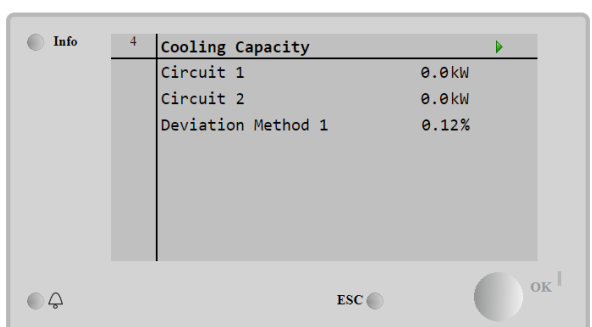 Info
4 Cooling Capacity
Circuit 1 0.0kW
Circuit 2 0.0kW
Deviation Method 1 0.12%
ESC
OK